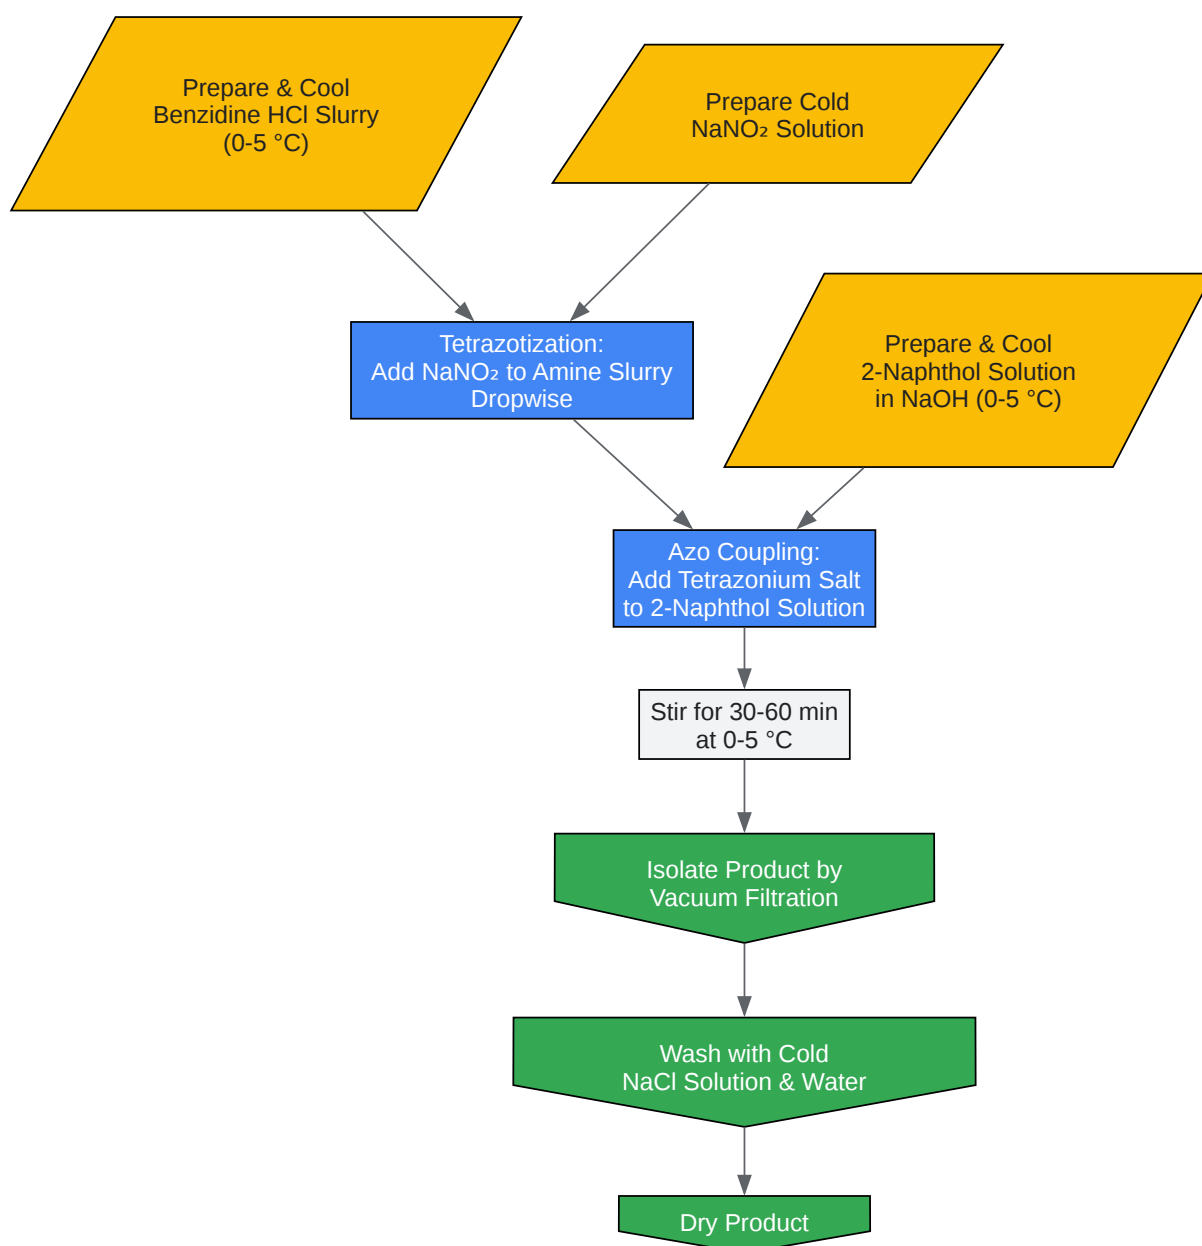 Prepare & Cool
Benzidine HCl Slurry
(0-5 °C)
Prepare Cold
NaNO₂ Solution
Tetrazotization:
Add NaNO₂ to Amine Slurry
Dropwise
Prepare & Cool
2-Naphthol Solution
in NaOH (0-5 °C)
Azo Coupling:
Add Tetrazonium Salt
to 2-Naphthol Solution
Stir for 30-60 min
at 0-5 °C
Isolate Product by
Vacuum Filtration
Wash with Cold
NaCl Solution & Water
Dry Product